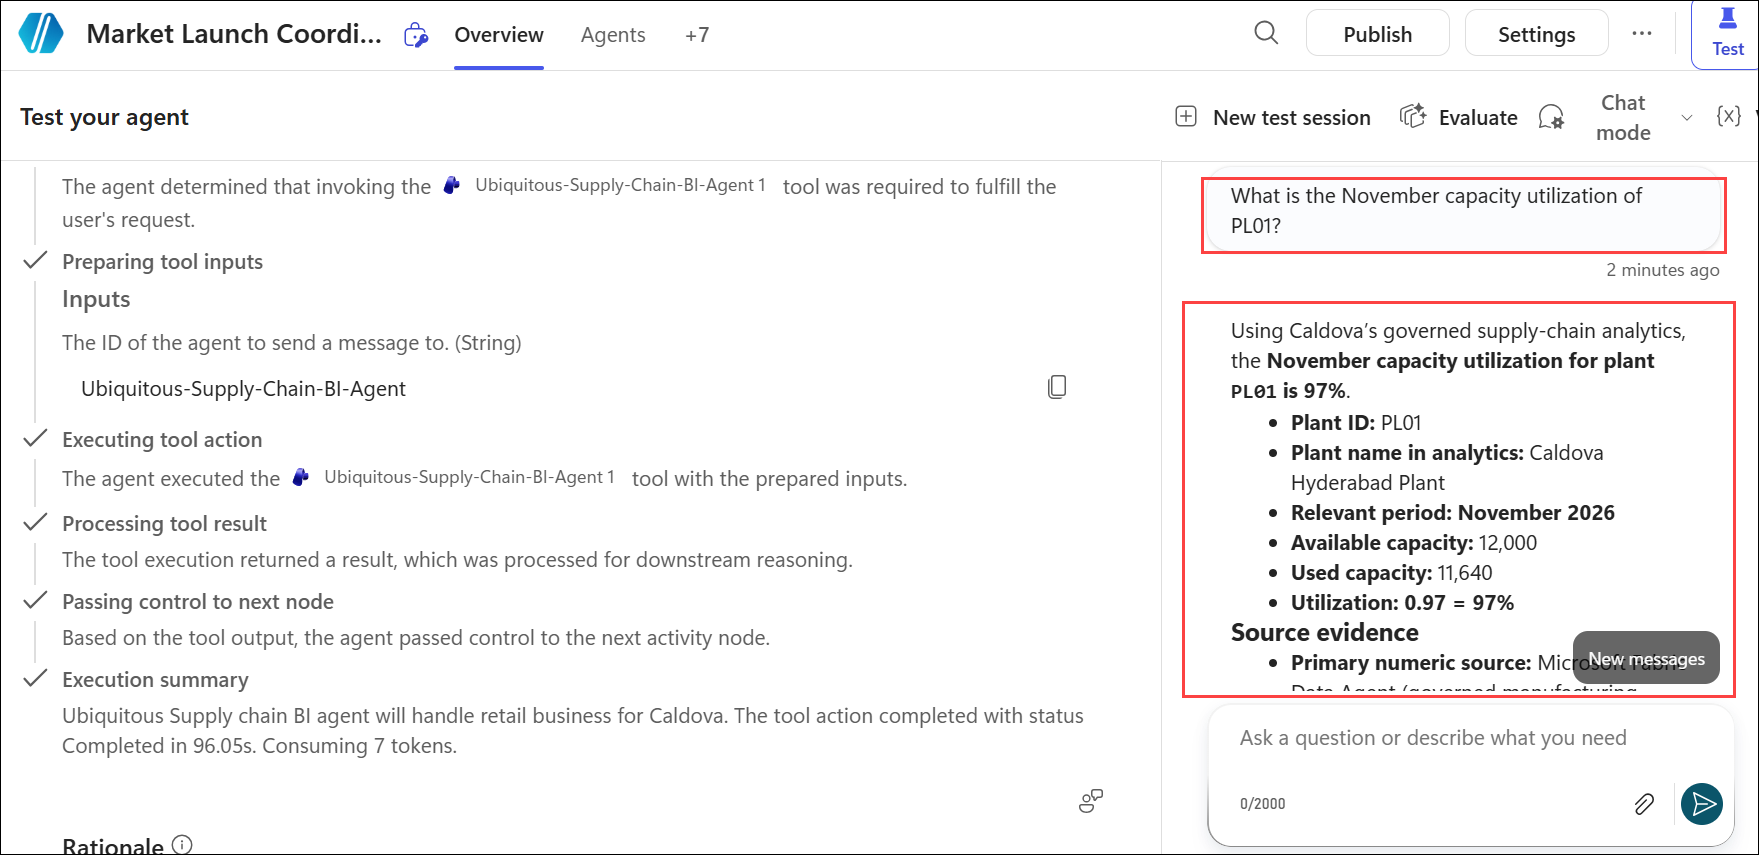 Market Launch Coordi...
Overview
Agents
+7
Publish
Settings
Test
Test your agent
New test session
Evaluate
Chat
mode
{x}
The agent determined that invoking the Ubiquitous-Supply-Chain-BI-Agent 1 tool was required to fulfill the
user's request.
Preparing tool inputs
Inputs
The ID of the agent to send a message to. (String)
Ubiquitous-Supply-Chain-BI-Agent
Executing tool action
The agent executed the Ubiquitous-Supply-Chain-BI-Agent 1 tool with the prepared inputs.
Processing tool result
The tool execution returned a result, which was processed for downstream reasoning.
Passing control to next node
Based on the tool output, the agent passed control to the next activity node.
Execution summary
Ubiquitous Supply chain BI agent will handle retail business for Caldova. The tool action completed with status
Completed in 96.05s. Consuming 7 tokens.
Rationale
What is the November capacity utilization of
PL01?
2 minutes ago
Using Caldova’s governed supply-chain analytics,
the November capacity utilization for plant
PL01 is 97%.
Plant ID: PL01
Plant name in analytics: Caldova
Hyderabad Plant
Relevant period: November 2026
Available capacity: 12,000
Used capacity: 11,640
Utilization: 0.97 = 97%
Source evidence
Primary numeric source: Microsoft Fabric
Data Agent (governed manufacturing
New messages
Ask a question or describe what you need
0/2000